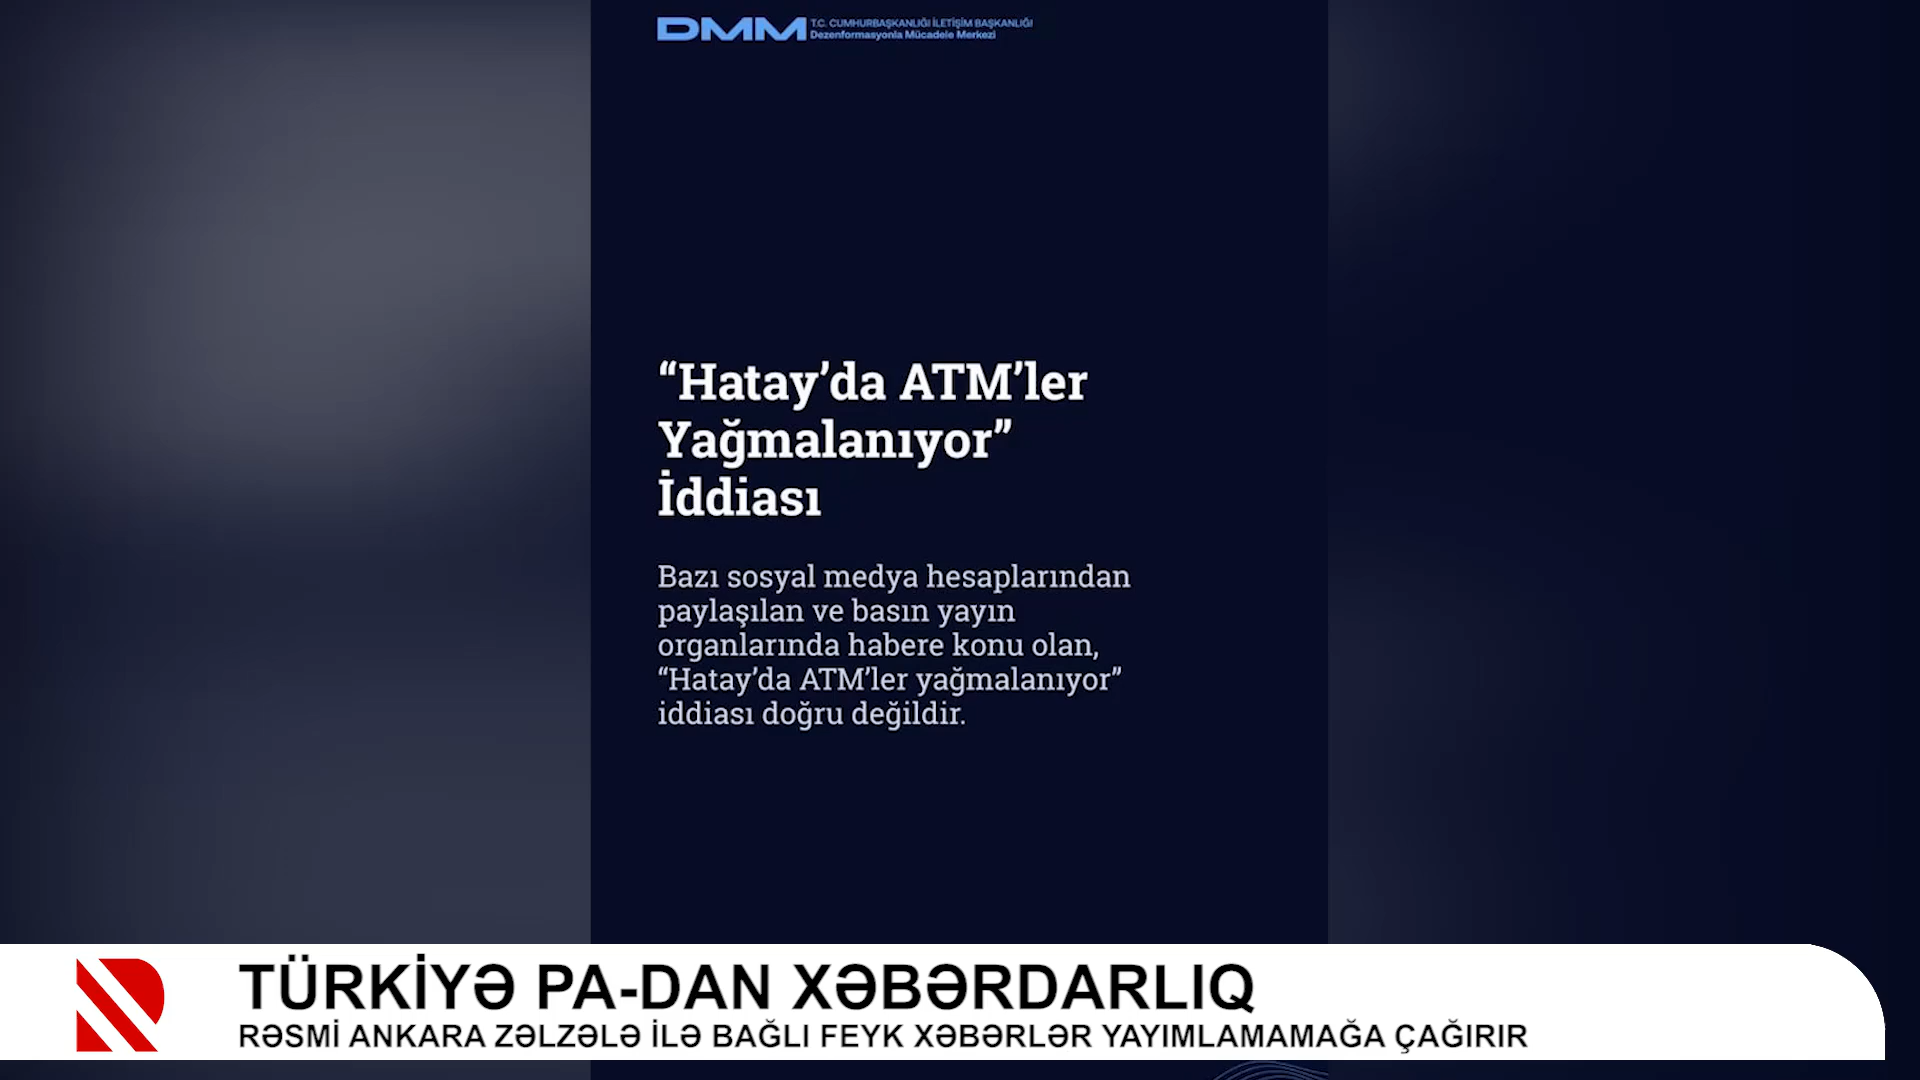 DMM
T.C. CUMHURBAŞKANLIĞI İLETİŞİM BAŞKANLIĞI
Dezenformasyonla Mücadele Merkezi
“Hatay’da ATM’ler
Yağmalanıyor”
İddiası
Bazı sosyal medya hesaplarından
paylaşılan ve basın yayın
organlarında habere konu olan,
“Hatay’da ATM’ler yağmalanıyor”
iddiası doğru değildir.
TÜRKİYƏ PA-DAN XƏBƏRDARLIQ
RƏSMİ ANKARA ZƏLZƏLƏ İLƏ BAĞLI FEYK XƏBƏRLƏR YAYIMLAMAMAĞA ÇAĞIRIR